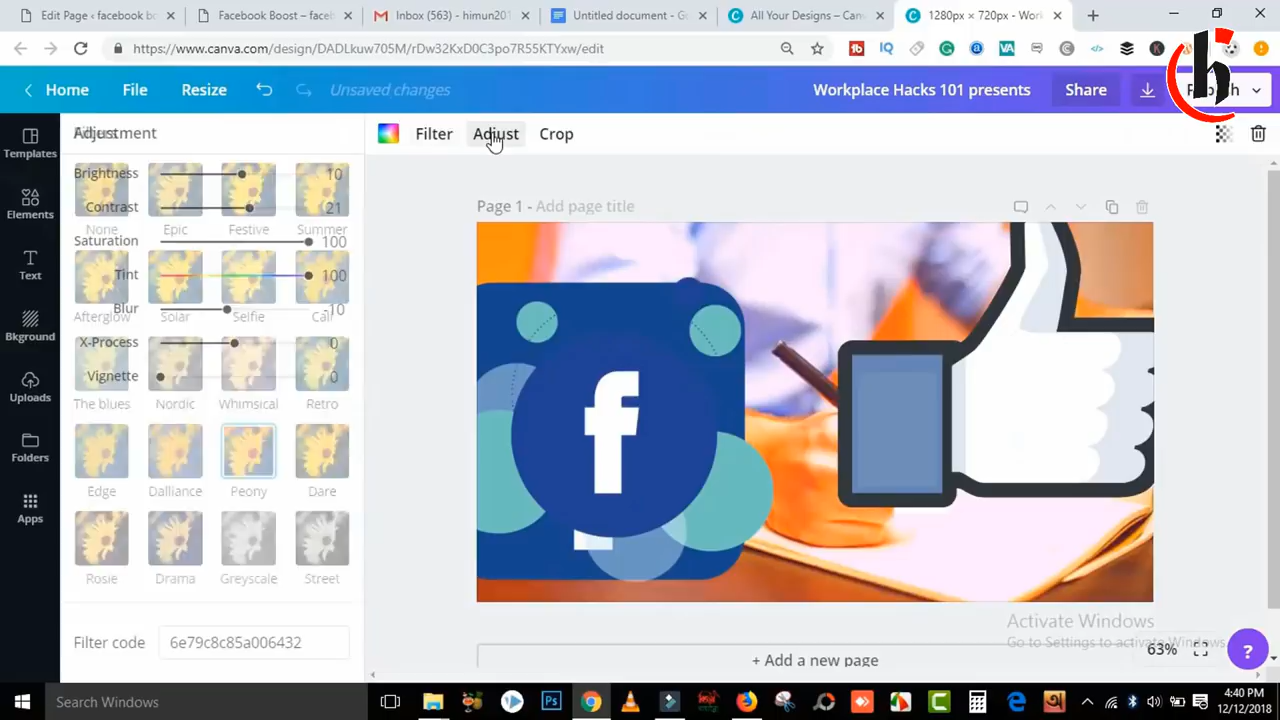 Edit Page ‹ facebook bo
Facebook Boost – faceb
Inbox (563) - himun201
Untitled document - Go
All Your Designs – Canv
1280px × 720px - Work
https://www.canva.com/design/DADLkuw705M/rDw32KxD0C3po7R55KTYxw/edit
Home
File
Resize
Unsaved changes
Workplace Hacks 101 presents
Share
Templates
Elements
Text
Bkground
Uploads
Folders
Apps
Adjustment
Filter
Adjust
Crop
Brightness 10
None
Epic
Festive
Summer
Contrast 21
Saturation 100
Tint 100
Blur -10
Afterglow
Solar
Selfie
Cali
X-Process 0
Vignette 0
The blues
Nordic
Whimsical
Retro
Edge
Dalliance
Peony
Dare
Rosie
Drama
Greyscale
Street
Filter code 6e79c8c85a006432
Page 1 - Add page title
f
Activate Windows
Go to Settings to activate Windows.
63%
?
+ Add a new page
Search Windows
4:40 PM
12/12/2018